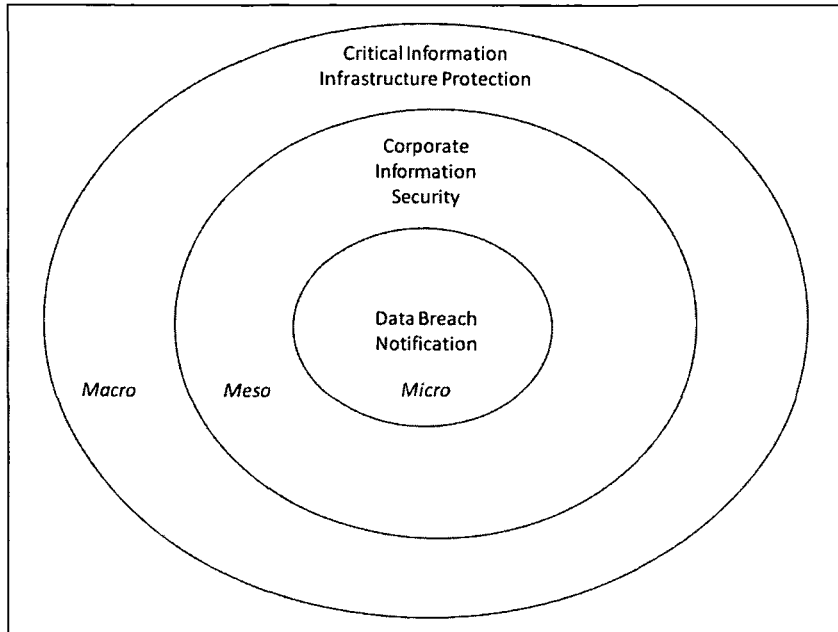 Critical Information
Infrastructure Protection
Corporate
Information
Security
Data Breach
Notification
Macro
Meso
Micro